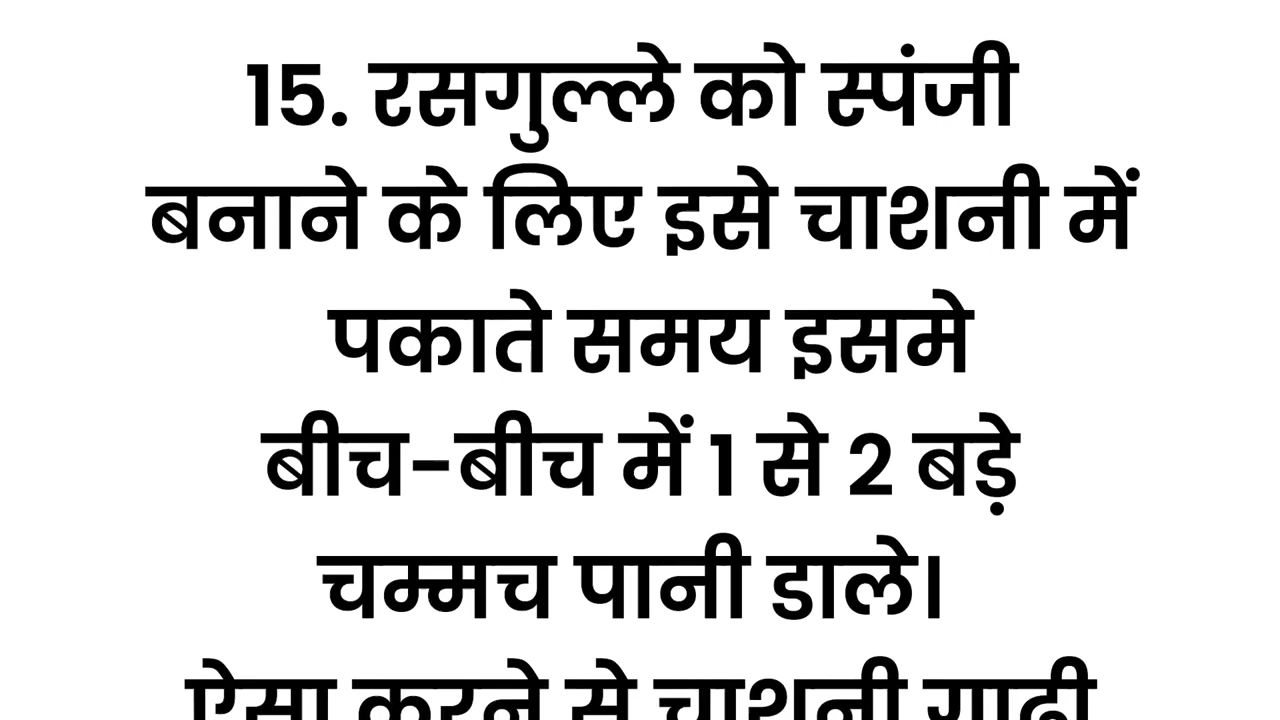 15. रसगुल्ले को स्पंजी
बनाने के लिए इसे चाशनी में
पकाते समय इसमे
बीच-बीच में 1 से 2 बड़े
चम्मच पानी डाले।
ऐसा करने से चाशनी गाढ़ी